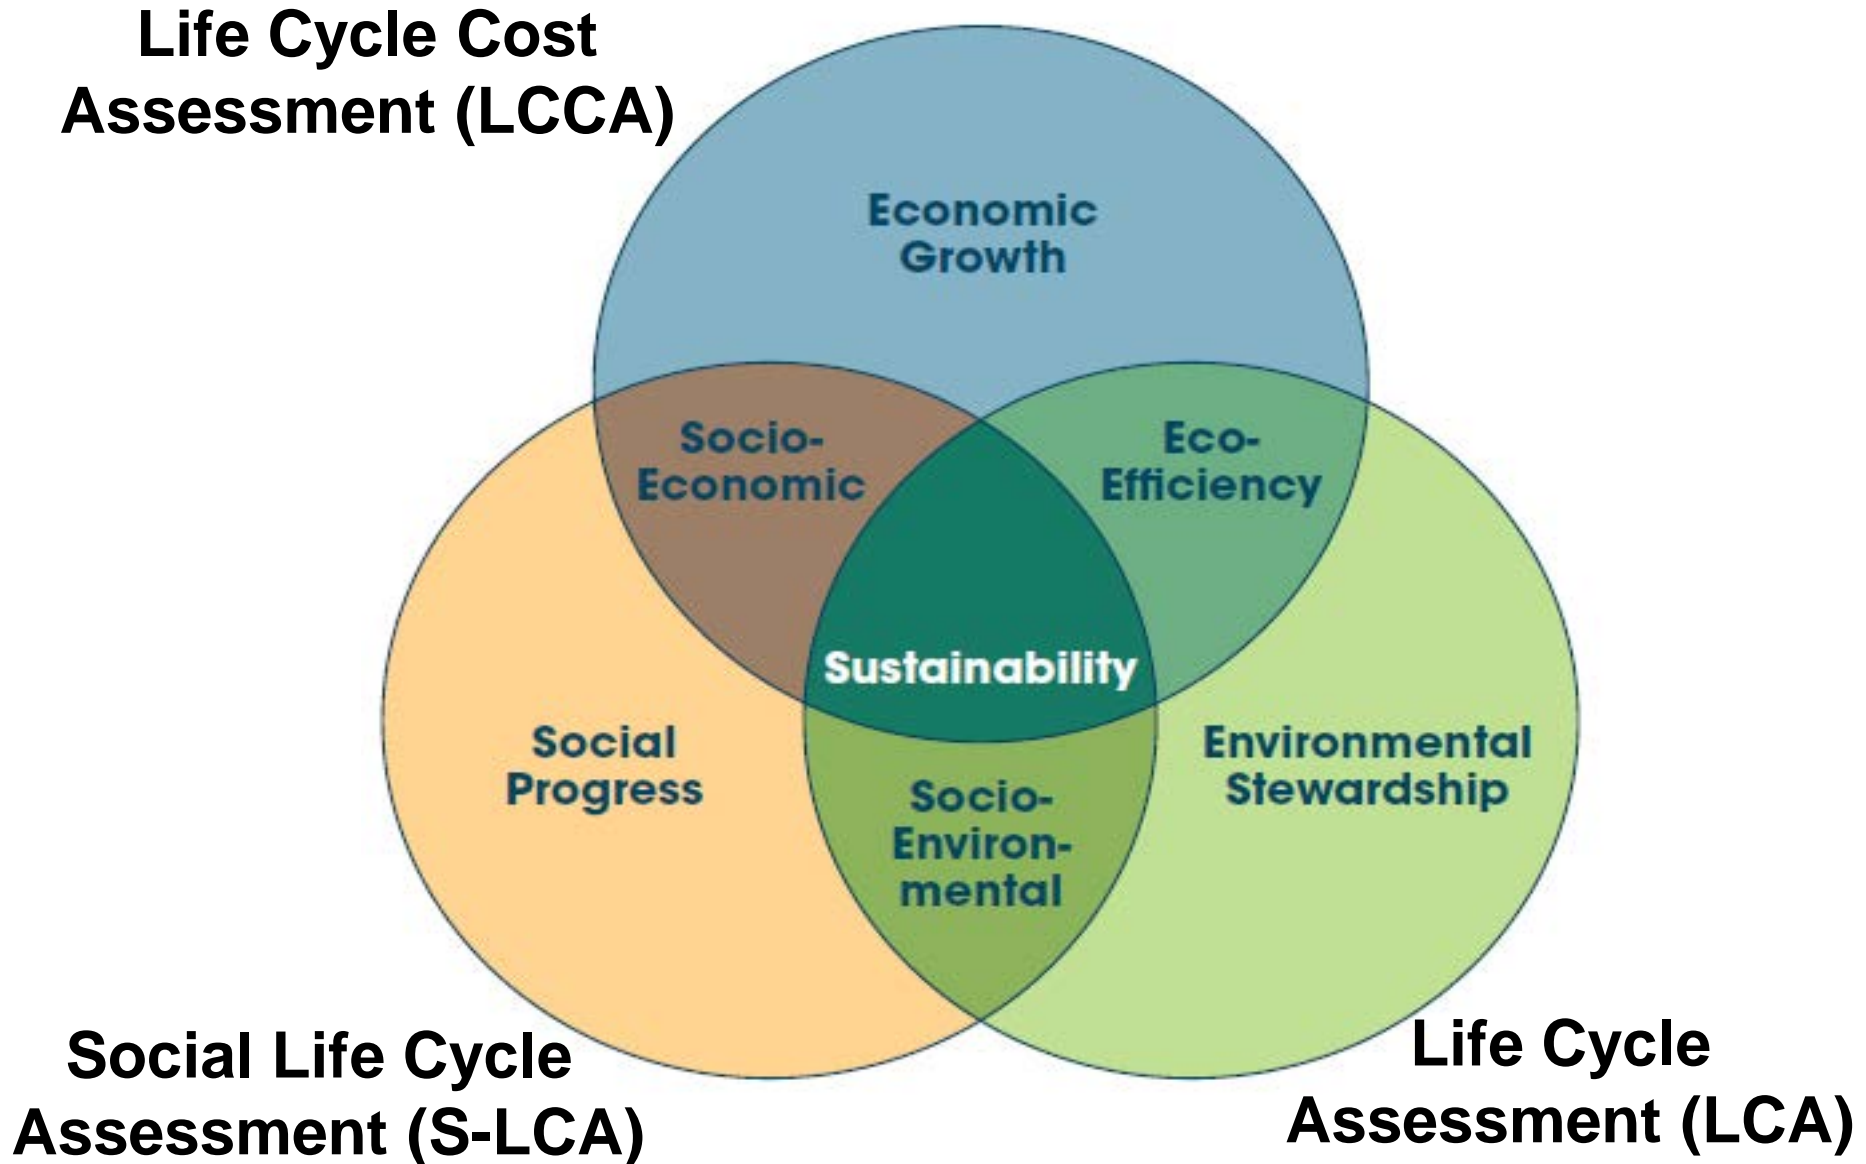 Life Cycle Cost
Assessment (LCCA)
Economic
Growth
Socio-
Economic
Eco-
Efficiency
Sustainability
Social
Progress
Socio-
Environ-
mental
Environmental
Stewardship
Social Life Cycle
Assessment (S-LCA)
Life Cycle
Assessment (LCA)